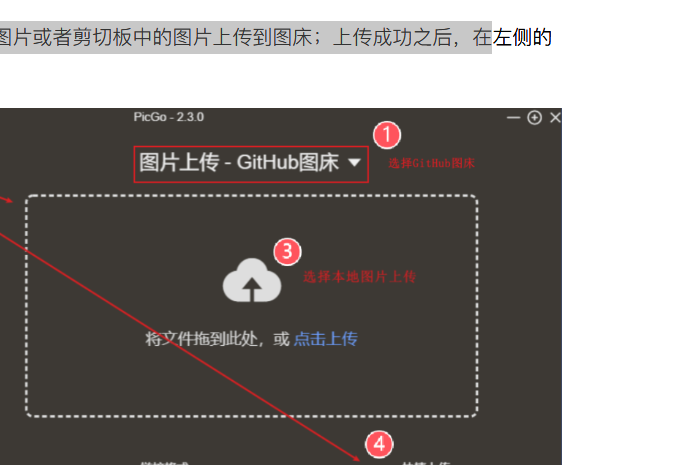 图片或者剪切板中的图片上传到图床；上传成功之后，在左侧的
PicGo - 2.3.0
1
图片上传 - GitHub图床
选择GitHub图床
3
选择本地图片上传
将文件拖到此处，或 点击上传
4